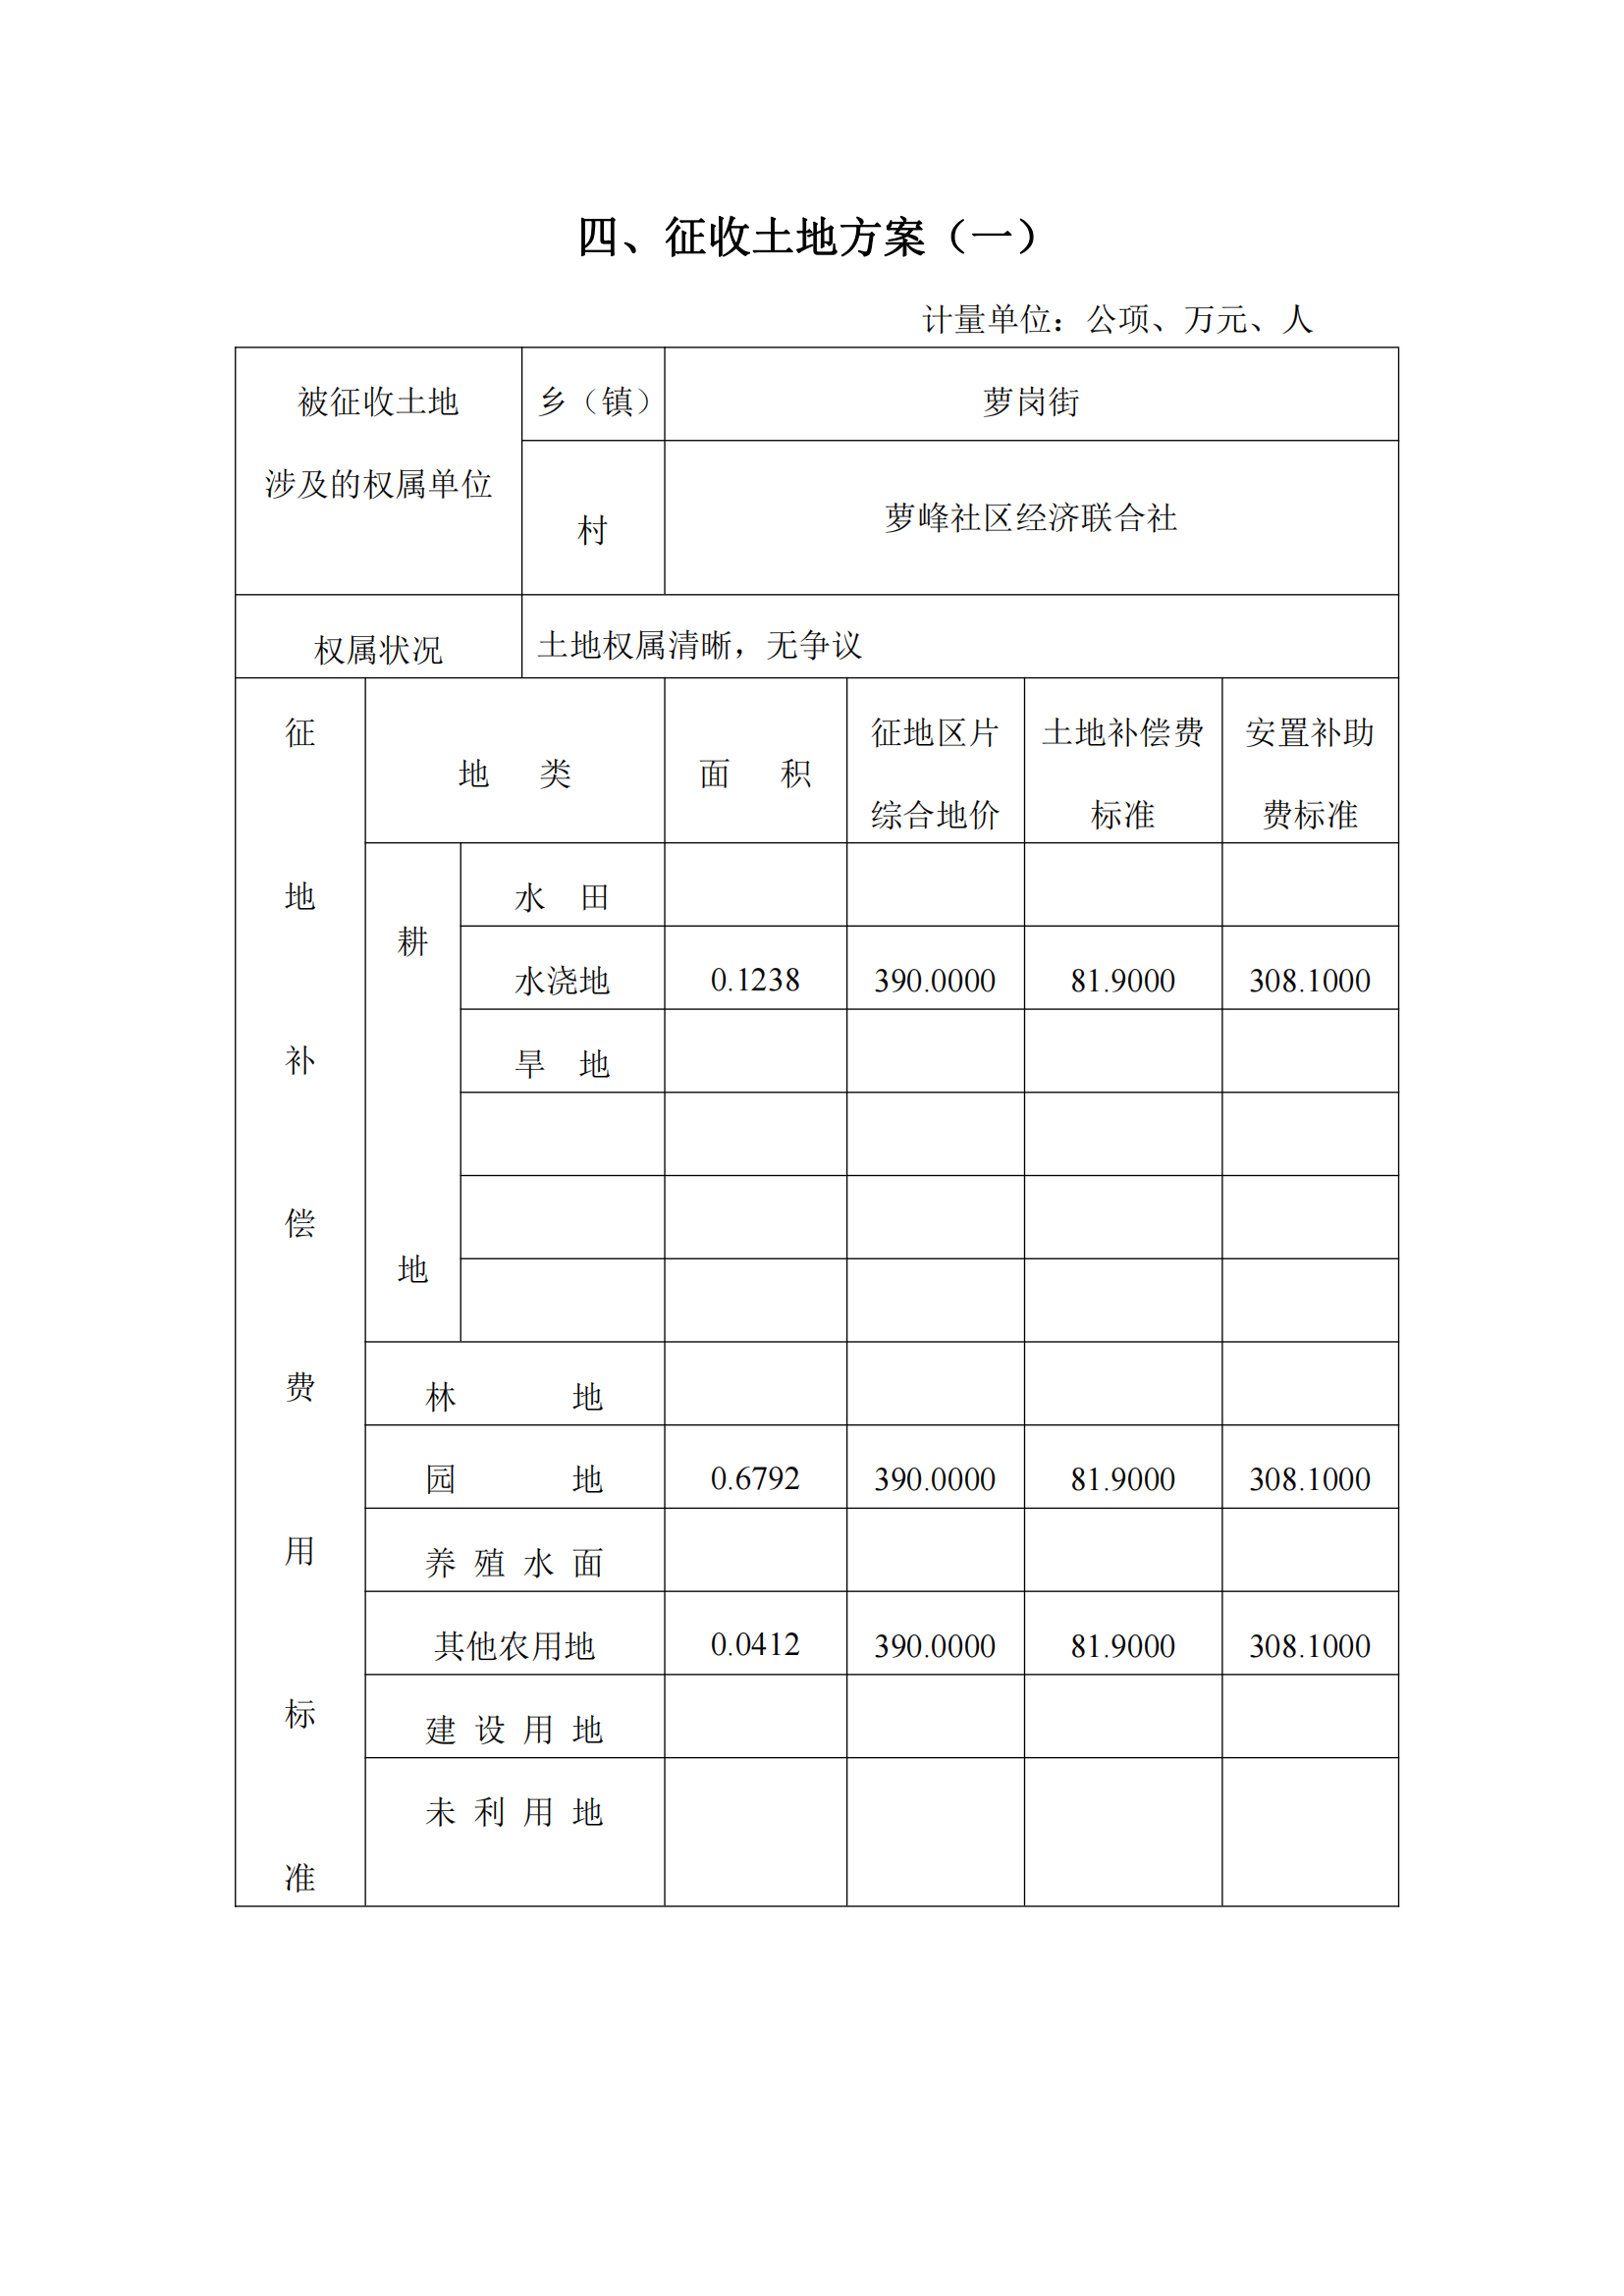 四、征收土地方案（一）
计量单位：公项、万元、人
被征收土地
涉及的权属单位
乡（镇）
萝岗街
村
萝峰社区经济联合社
权属状况
土地权属清晰，无争议
征地补偿费用标准
地 类
面 积
征地区片
综合地价
土地补偿费
标准
安置补助
费标准
耕地
水 田
水浇地 0.1238 390.0000 81.9000 308.1000
旱 地
林 地
园 地 0.6792 390.0000 81.9000 308.1000
养 殖 水 面
其他农用地 0.0412 390.0000 81.9000 308.1000
建 设 用 地
未 利 用 地